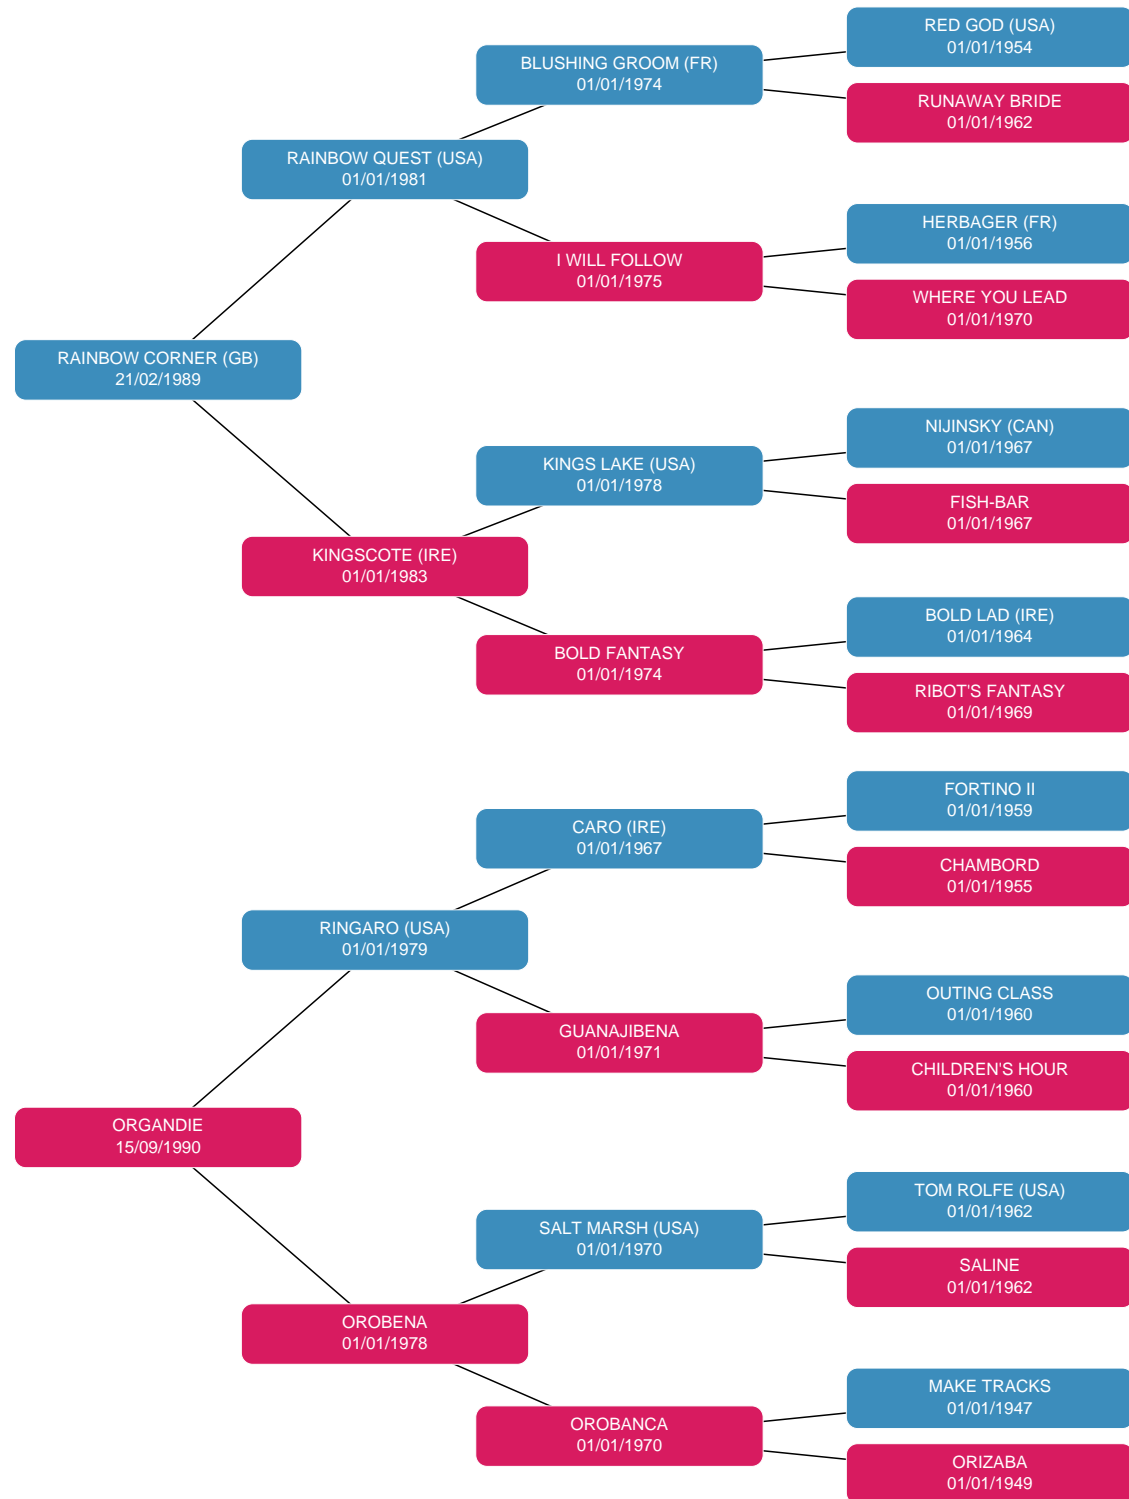 RED GOD (USA)
01/01/1954
BLUSHING GROOM (FR)
01/01/1974
RUNAWAY BRIDE
01/01/1962
RAINBOW QUEST (USA)
01/01/1981
HERBAGER (FR)
01/01/1956
I WILL FOLLOW
01/01/1975
WHERE YOU LEAD
01/01/1970
RAINBOW CORNER (GB)
21/02/1989
NIJINSKY (CAN)
01/01/1967
KINGS LAKE (USA)
01/01/1978
FISH-BAR
01/01/1967
KINGSCOTE (IRE)
01/01/1983
BOLD LAD (IRE)
01/01/1964
BOLD FANTASY
01/01/1974
RIBOT'S FANTASY
01/01/1969
FORTINO II
01/01/1959
CARO (IRE)
01/01/1967
CHAMBORD
01/01/1955
RINGARO (USA)
01/01/1979
OUTING CLASS
01/01/1960
GUANAJIBENA
01/01/1971
CHILDREN'S HOUR
01/01/1960
ORGANDIE
15/09/1990
TOM ROLFE (USA)
01/01/1962
SALT MARSH (USA)
01/01/1970
SALINE
01/01/1962
OROBENA
01/01/1978
MAKE TRACKS
01/01/1947
OROBANCA
01/01/1970
ORIZABA
01/01/1949